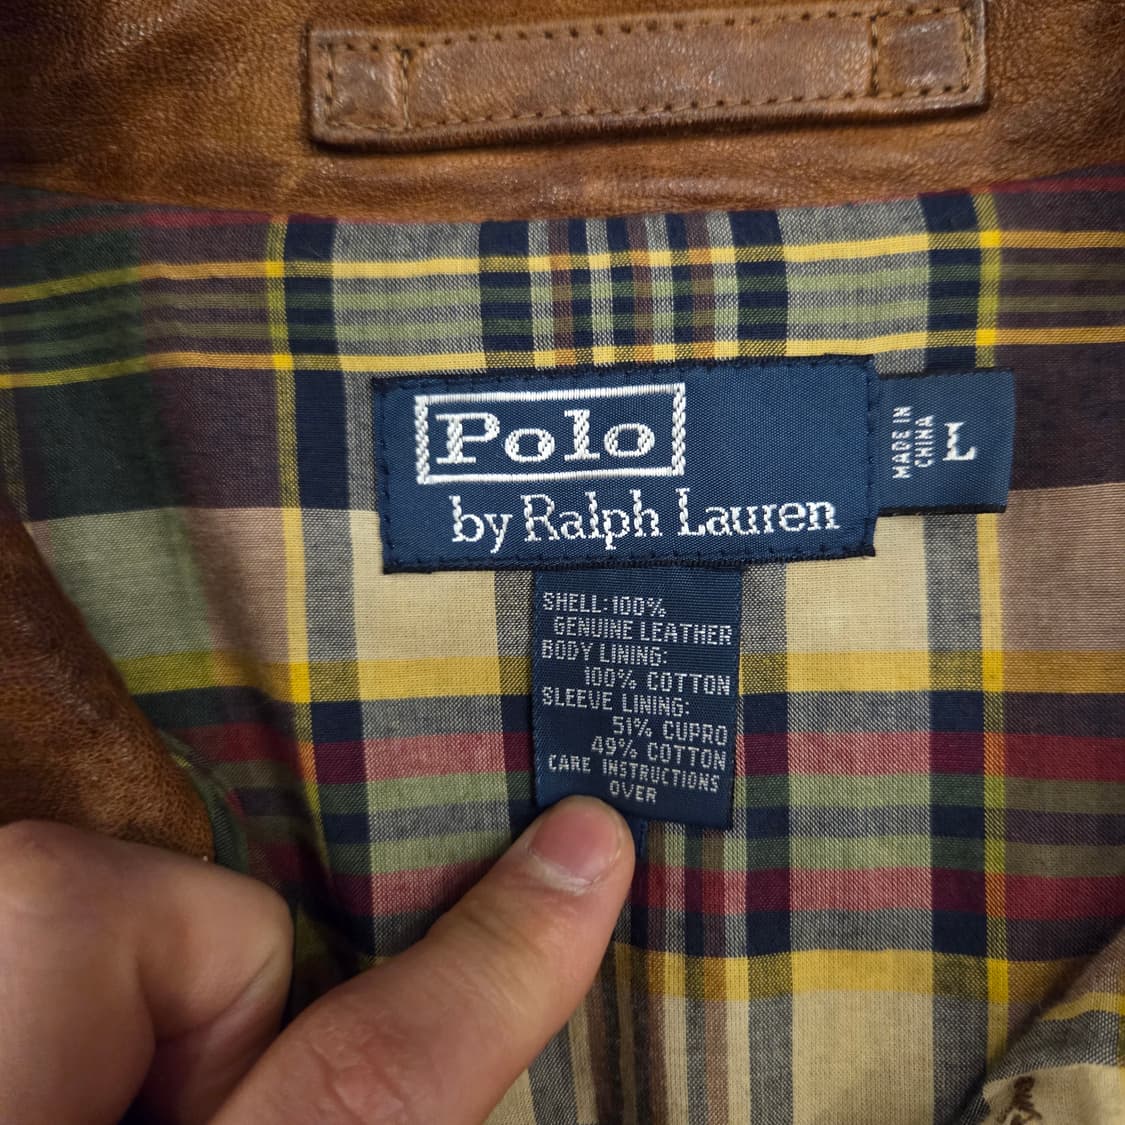 Polo
by Ralph Lauren
MADE IN
CHINA
L
SHELL: 100%
GENUINE LEATHER
BODY LINING:
100% COTTON
SLEEVE LINING:
51% CUPRO
49% COTTON
CARE INSTRUCTIONS
OVER